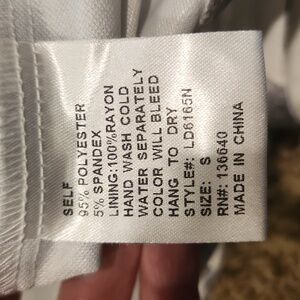 SELF
95% POLYESTER
5% SPANDEX
LINING:100%RAYON
HAND WASH COLD
WATER SEPARATELY
COLOR WILL BLEED
HANG TO DRY
STYLE#: LD6165N
SIZE: S
RN#: 136640
MADE IN CHINA